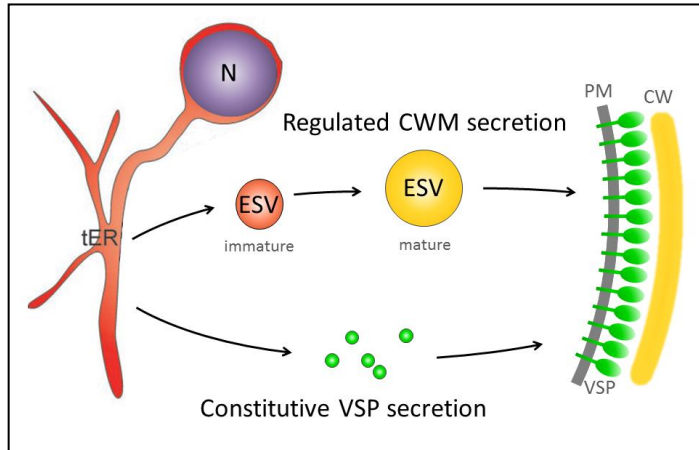 N
PM
CW
Regulated CWM secretion
ESV
ESV
tER
immature
mature
VSP
Constitutive VSP secretion